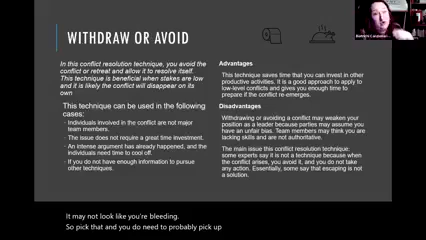 WITHDRAW OR AVOID
In this conflict resolution technique, you avoid the
conflict or retreat and allow it to resolve itself.
This technique is beneficial when stakes are low
and it is likely the conflict will disappear on its
own
This technique can be used in the following
cases:
Individuals involved in the conflict are not major
team members.
The issue does not require a great time investment.
An intense argument has already happened, and the
individuals need time to cool off.
If you do not have enough information to pursue
other techniques.
Advantages
This technique saves time that you can invest in other
productive activities. It is a good approach to apply to
low-level conflicts and gives you enough time to
prepare if the conflict re-emerges.
Disadvantages
Withdrawing or avoiding a conflict may weaken your
position as a leader because parties may assume you
have an unfair bias. Team members may think you are
lacking skills and are not authoritative.
The main issue this conflict resolution technique:
some experts say it is not a technique because when
the conflict arises, you avoid it, and you do not take
any action. Essentially, some say that escaping is not
a solution.
It may not look like you're bleeding.
So pick that and you do need to probably pick up